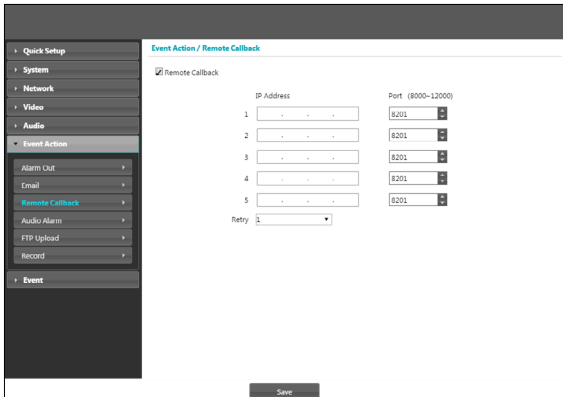 Quick Setup
System
Network
Video
Audio
Event Action
Alarm Out
Email
Remote Callback
Audio Alarm
FTP Upload
Record
Event
Event Action / Remote Callback
Remote Callback
IP Address Port (8000~12000)
1 . . . 8201
2 . . . 8201
3 . . . 8201
4 . . . 8201
5 . . . 8201
Retry 1
Save